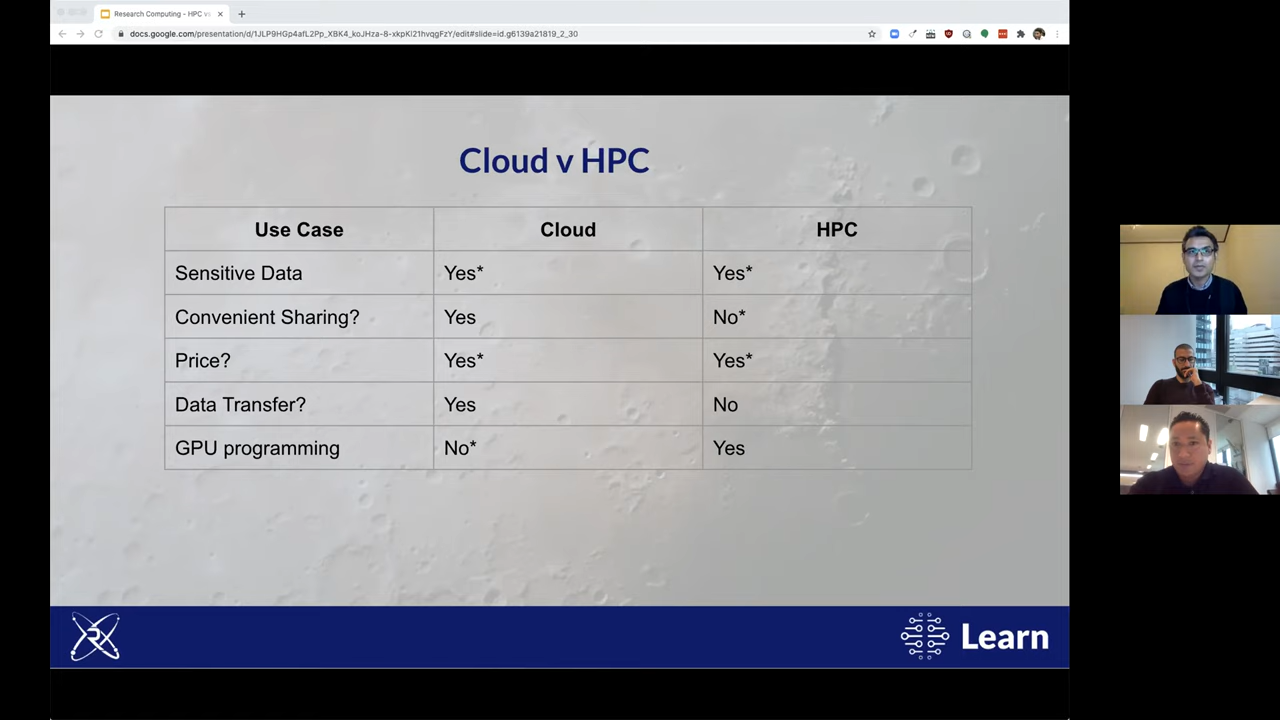 Research Computing - HPC vs
docs.google.com/presentation/d/1JLP9HGp4afL2Pp_XBK4_koJHza-8-xkpKl21hvqgFzY/edit#slide=id.g6139a21819_2_30
Cloud v HPC
Use Case Cloud HPC
Sensitive Data Yes* Yes*
Convenient Sharing? Yes No*
Price? Yes* Yes*
Data Transfer? Yes No
GPU programming No* Yes
Learn